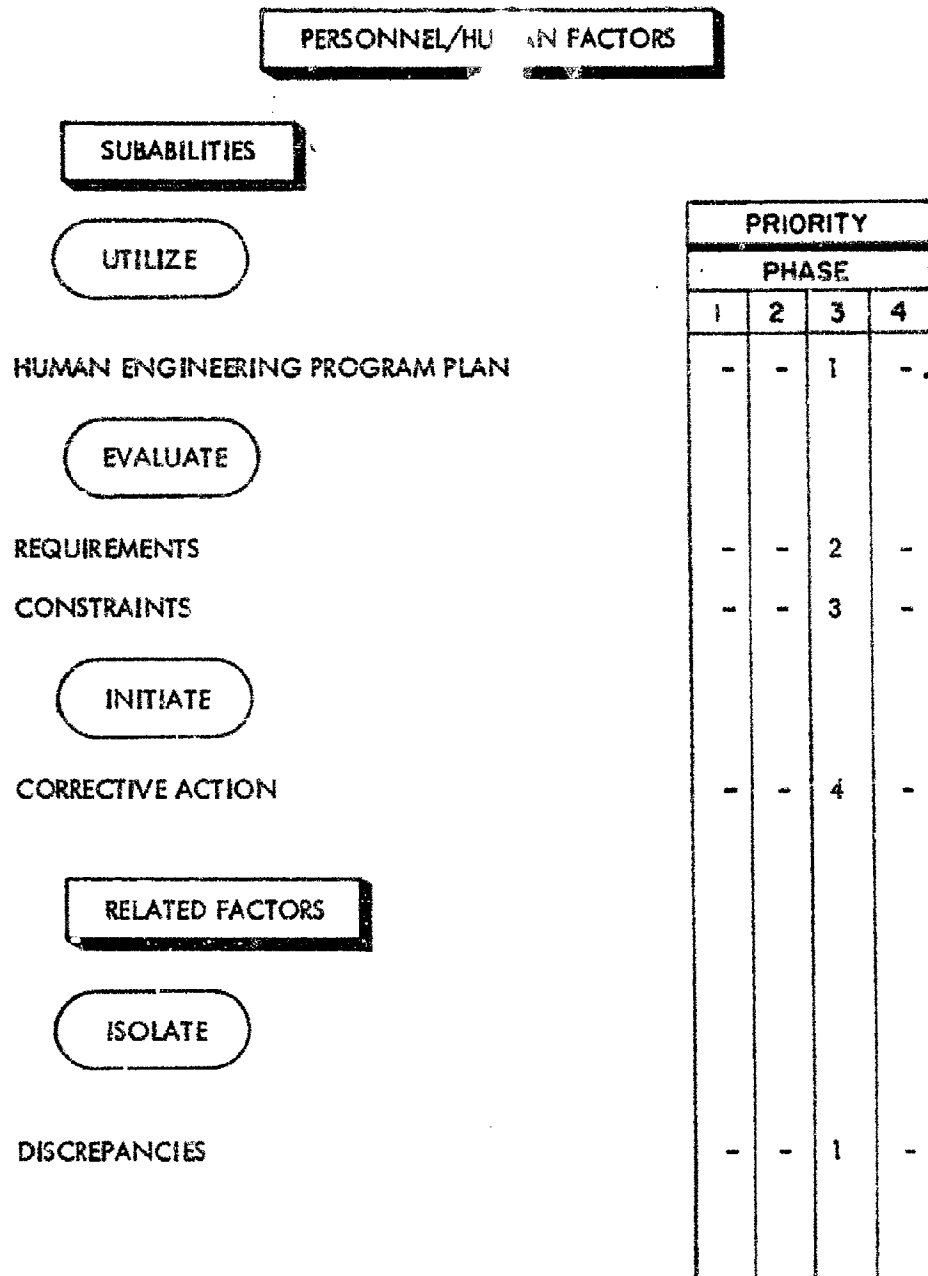 PERSONNEL/HU AN FACTORS
SUBABILITIES
UTILIZE
PRIORITY
PHASE
1 2 3 4
HUMAN ENGINEERING PROGRAM PLAN - - 1 -
EVALUATE
REQUIREMENTS - - 2 -
CONSTRAINTS - - 3 -
INITIATE
CORRECTIVE ACTION - - 4 -
RELATED FACTORS
ISOLATE
DISCREPANCIES - - 1 -